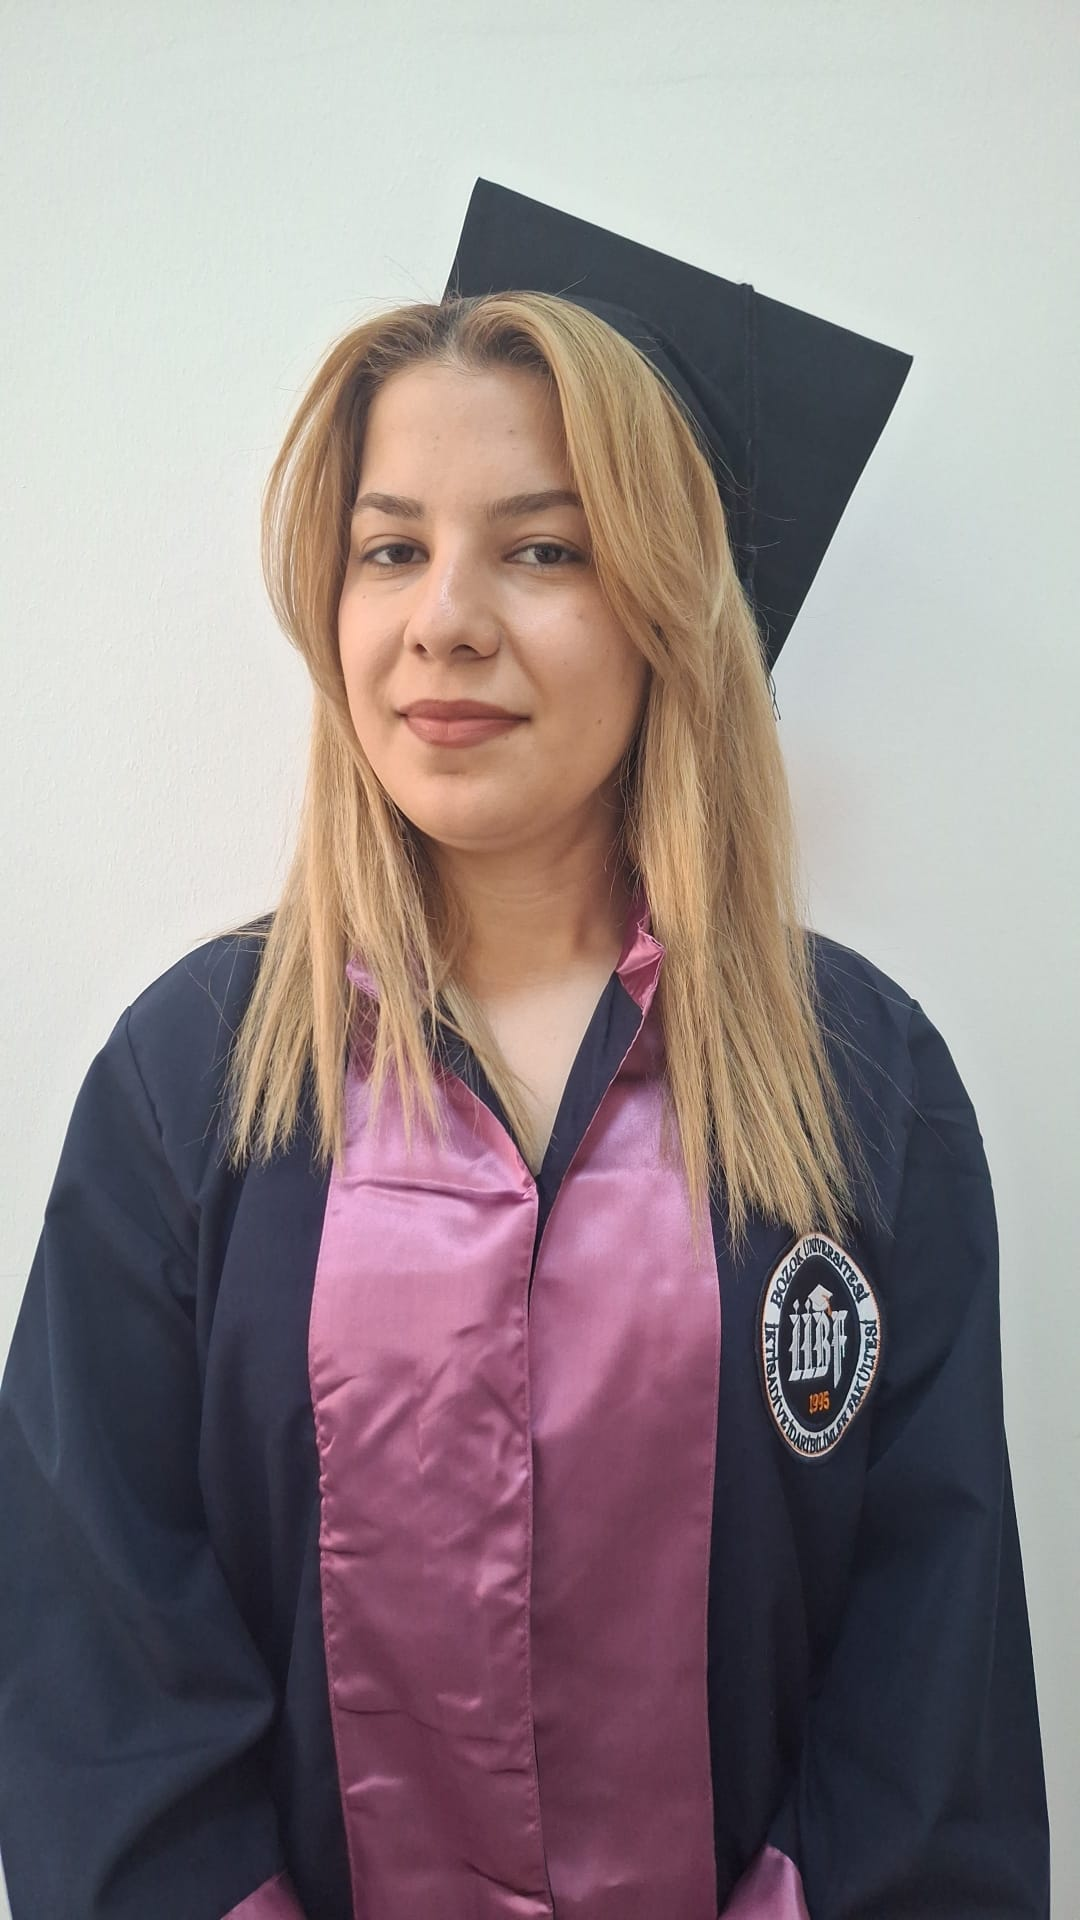 BOZOK ÜNİVERSİTESİ
İİBF
1995
İKTİSADİ VE İDARİ BİLİMLER FAKÜLTESİ